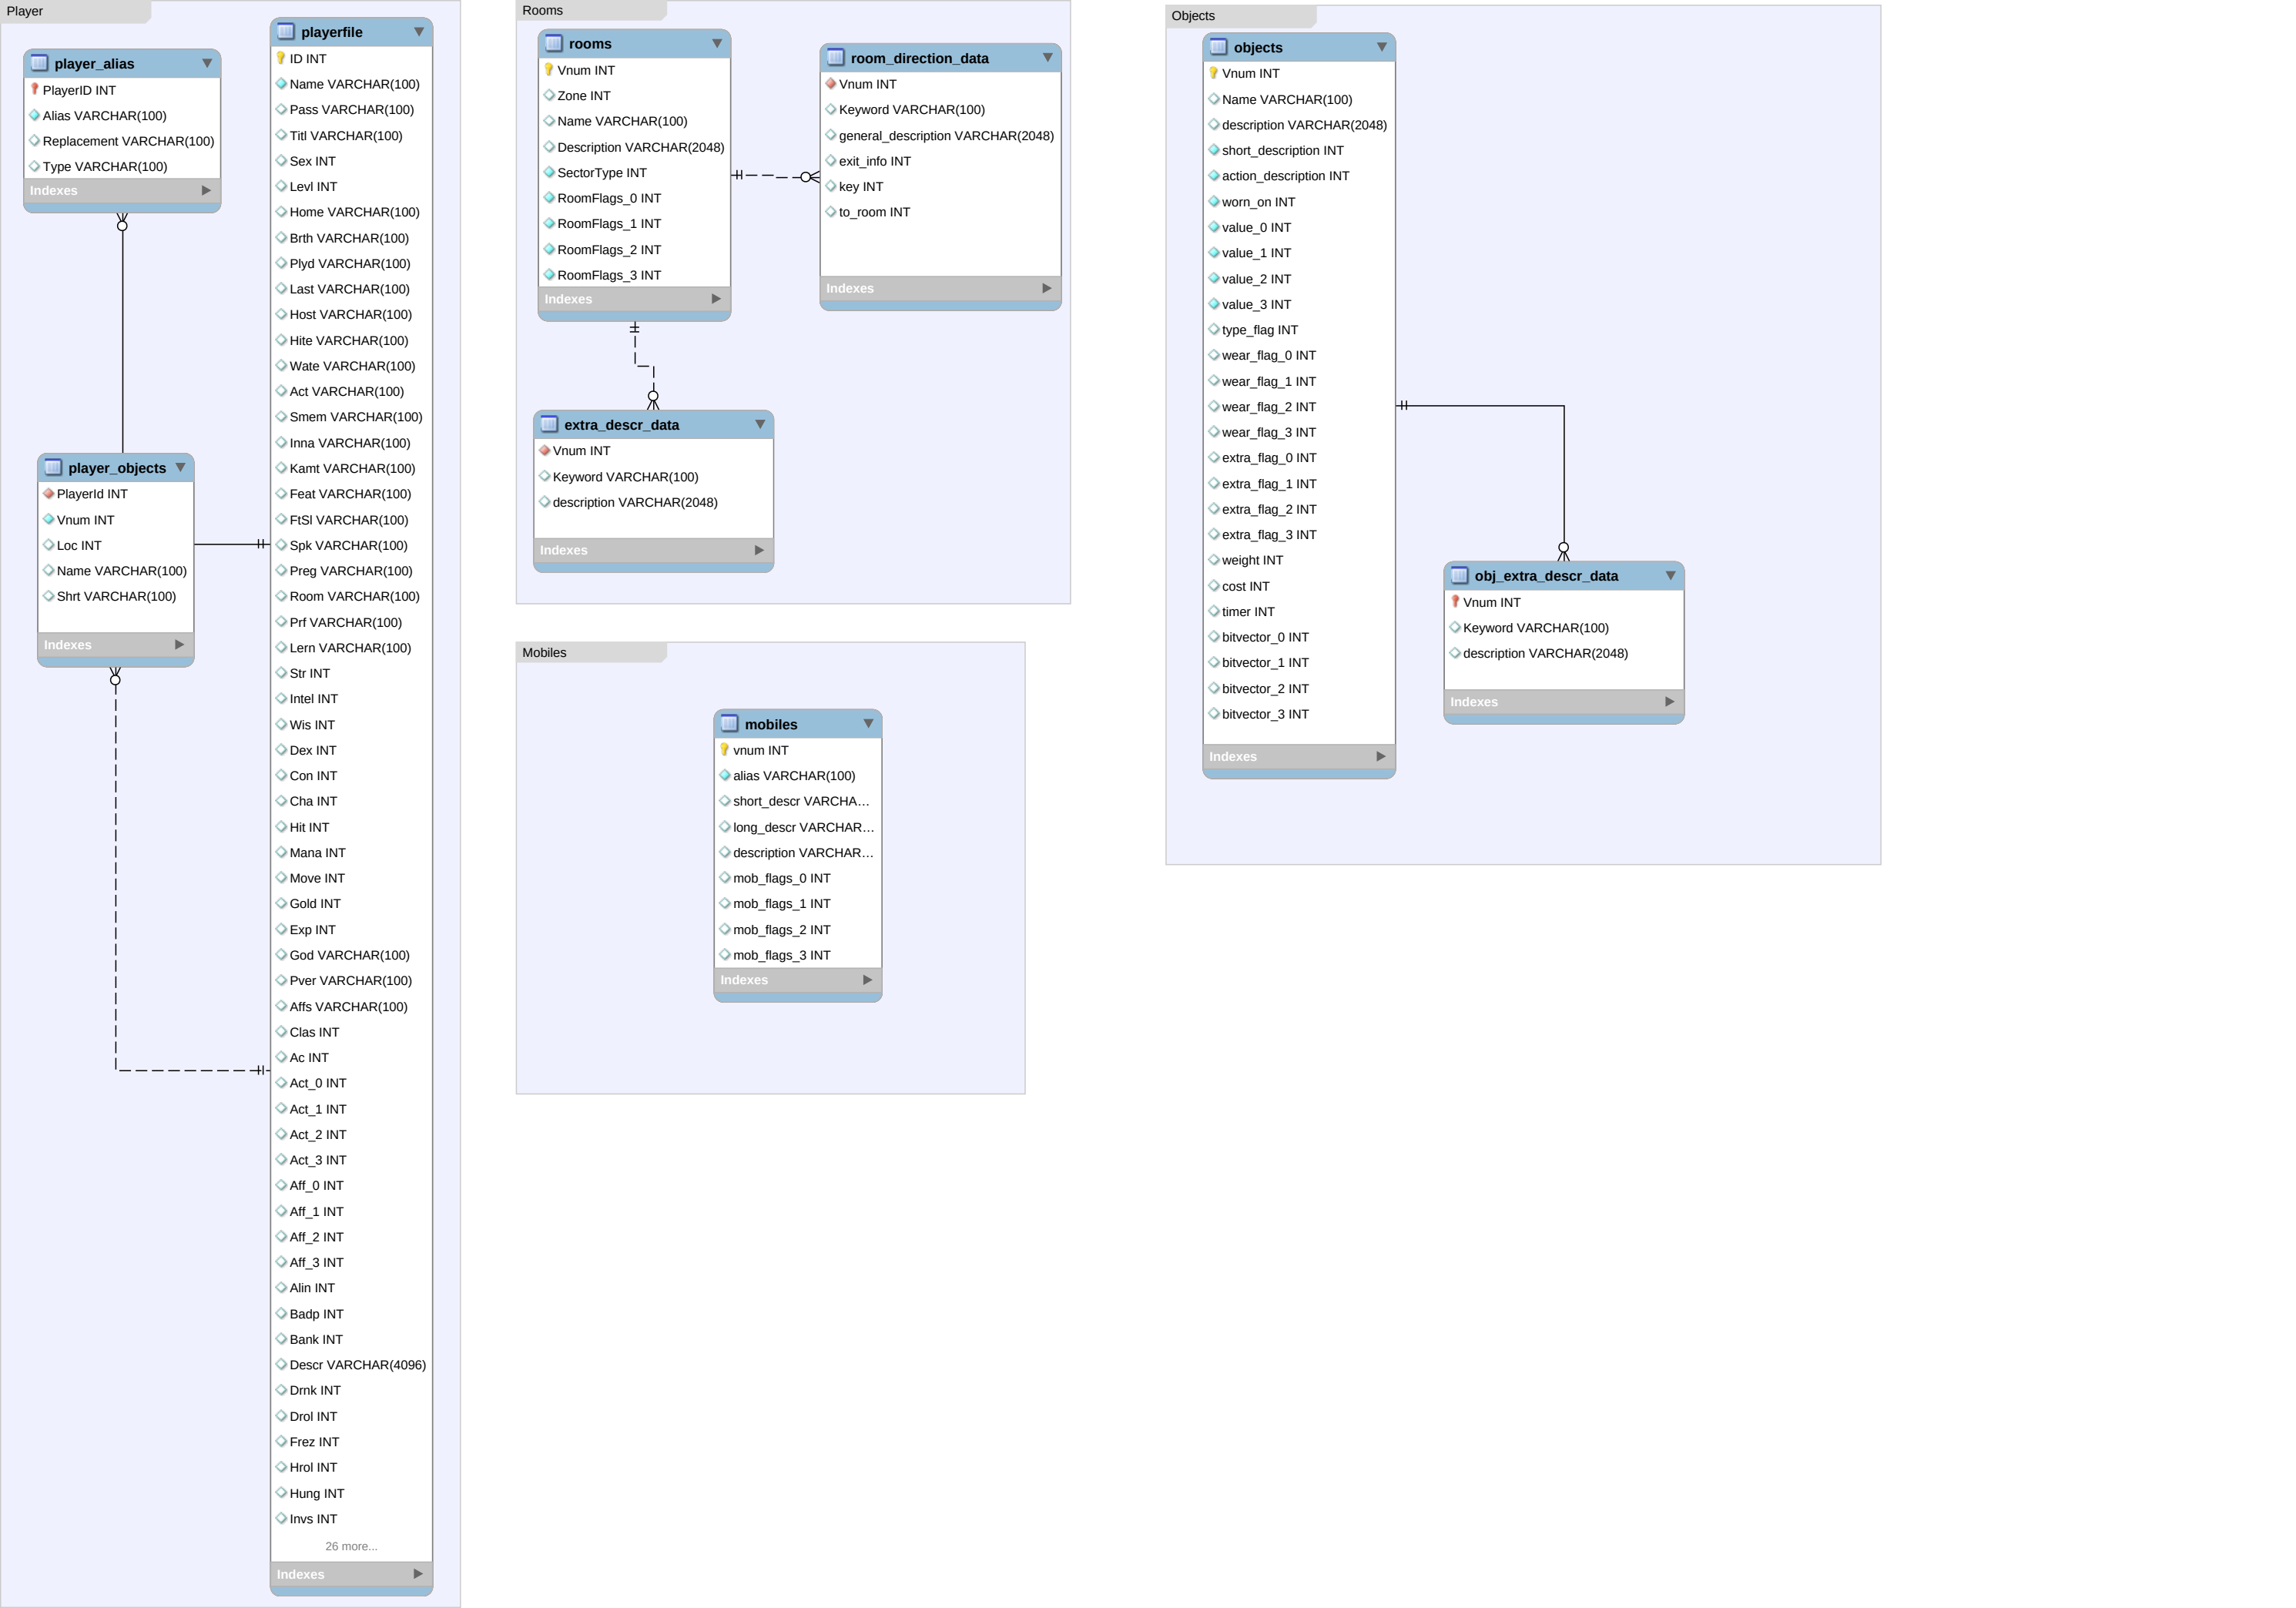 Player
player_alias
PlayerID INT
Alias VARCHAR(100)
Replacement VARCHAR(100)
Type VARCHAR(100)
Indexes
player_objects
PlayerId INT
Vnum INT
Loc INT
Name VARCHAR(100)
Shrt VARCHAR(100)
Indexes
playerfile
ID INT
Name VARCHAR(100)
Pass VARCHAR(100)
Titl VARCHAR(100)
Sex INT
Levl INT
Home VARCHAR(100)
Brth VARCHAR(100)
Plyd VARCHAR(100)
Last VARCHAR(100)
Host VARCHAR(100)
Hite VARCHAR(100)
Wate VARCHAR(100)
Act VARCHAR(100)
Smem VARCHAR(100)
Inna VARCHAR(100)
Kamt VARCHAR(100)
Feat VARCHAR(100)
FtSl VARCHAR(100)
Spk VARCHAR(100)
Preg VARCHAR(100)
Room VARCHAR(100)
Prf VARCHAR(100)
Lern VARCHAR(100)
Str INT
Intel INT
Wis INT
Dex INT
Con INT
Cha INT
Hit INT
Mana INT
Move INT
Gold INT
Exp INT
God VARCHAR(100)
Pver VARCHAR(100)
Affs VARCHAR(100)
Clas INT
Ac INT
Act_0 INT
Act_1 INT
Act_2 INT
Act_3 INT
Aff_0 INT
Aff_1 INT
Aff_2 INT
Aff_3 INT
Alin INT
Badp INT
Bank INT
Descr VARCHAR(4096)
Drnk INT
Drol INT
Frez INT
Hrol INT
Hung INT
Invs INT
26 more...
Indexes
Rooms
rooms
Vnum INT
Zone INT
Name VARCHAR(100)
Description VARCHAR(2048)
SectorType INT
RoomFlags_0 INT
RoomFlags_1 INT
RoomFlags_2 INT
RoomFlags_3 INT
Indexes
room_direction_data
Vnum INT
Keyword VARCHAR(100)
general_description VARCHAR(2048)
exit_info INT
key INT
to_room INT
Indexes
extra_descr_data
Vnum INT
Keyword VARCHAR(100)
description VARCHAR(2048)
Indexes
Mobiles
mobiles
vnum INT
alias VARCHAR(100)
short_descr VARCHA...
long_descr VARCHAR...
description VARCHAR...
mob_flags_0 INT
mob_flags_1 INT
mob_flags_2 INT
mob_flags_3 INT
Indexes
Objects
objects
Vnum INT
Name VARCHAR(100)
description VARCHAR(2048)
short_description INT
action_description INT
worn_on INT
value_0 INT
value_1 INT
value_2 INT
value_3 INT
type_flag INT
wear_flag_0 INT
wear_flag_1 INT
wear_flag_2 INT
wear_flag_3 INT
extra_flag_0 INT
extra_flag_1 INT
extra_flag_2 INT
extra_flag_3 INT
weight INT
cost INT
timer INT
bitvector_0 INT
bitvector_1 INT
bitvector_2 INT
bitvector_3 INT
Indexes
obj_extra_descr_data
Vnum INT
Keyword VARCHAR(100)
description VARCHAR(2048)
Indexes